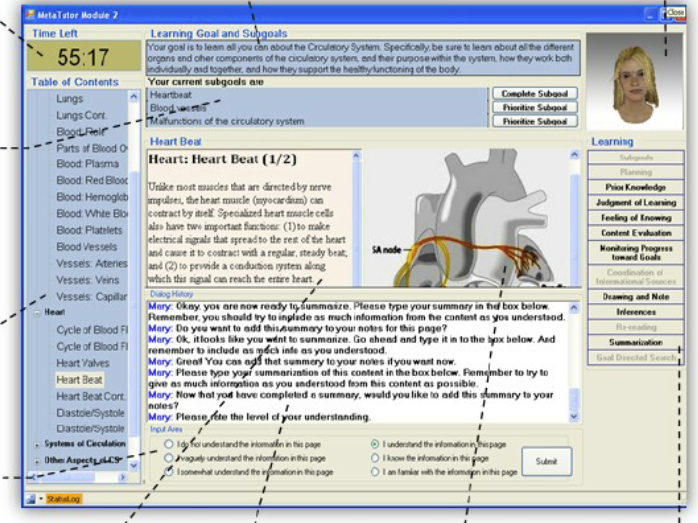 MetaTutor Module 2
Close
Time Left
55:17
Table of Contents
Lungs
Lungs Cont.
Blood: Role
Parts of Blood O
Blood: Plasma
Blood: Red Blood
Blood: Hemoglob
Blood: White Blo
Blood: Platelets
Blood Vessels
Vessels: Arteries
Vessels: Veins
Vessels: Capillar
Heart
Cycle of Blood Fl
Cycle of Blood Fl
Heart Valves
Heart Beat
Heart Beat Cont.
Diastole/Systole
Diastole/Systole
Systems of Circulation
Other Aspects of CS
Learning Goal and Subgoals
Your goal is to learn all you can about the Circulatory System. Specifically, be sure to learn about all the different
organs and other components of the circulatory system, and their purpose within the system, how they work both
individually and together, and how they support the healthy functioning of the body.
Your current subgoals are
Heartbeat Complete Subgoal
Blood vessels Prioritize Subgoal
Malfunctions of the circulatory system Prioritize Subgoal
Heart Beat
Heart: Heart Beat (1/2)
Unlike most muscles that are directed by nerve
impulses, the heart muscle (myocardium) can
contract by itself. Specialized heart muscle cells
also have two important functions: (1) to make
electrical signals that spread to the rest of the heart
and cause it to contract with a regular, steady beat;
and (2) to provide a conduction system along
which this signal can reach the entire heart.
SA node
Dialog History
Mary: Okay, you are now ready to summarize. Please type your summary in the box below.
Remember, you should try to include as much information from the content as you understood.
Mary: Do you want to add this summary to your notes for this page?
Mary: Ok, it looks like you want to summarize. Go ahead and type it in to the box below. And
remember to include as much info as you understood.
Mary: Great! You can add that summary to your notes if you want now.
Mary: Please type your summarization of this content in the box below. Remember to try to
give as much information as you understood from this content as possible.
Mary: Now that you have completed a summary, would you like to add this summary to your
notes?
Mary: Please rate the level of your understanding.
Input Area
I do not understand the information in this page
I vaguely understand the information in this page
I somewhat understand the information in this page
I understand the information in this page
I know the information in this page
I am familiar with the information in this page
Submit
Learning
Subgoals
Planning
Prior Knowledge
Judgment of Learning
Feeling of Knowing
Content Evaluation
Monitoring Progress
toward Goals
Coordination of
Informational Sources
Drawing and Note
Inferences
Re-reading
Summarization
Goal Directed Search
StatusLog